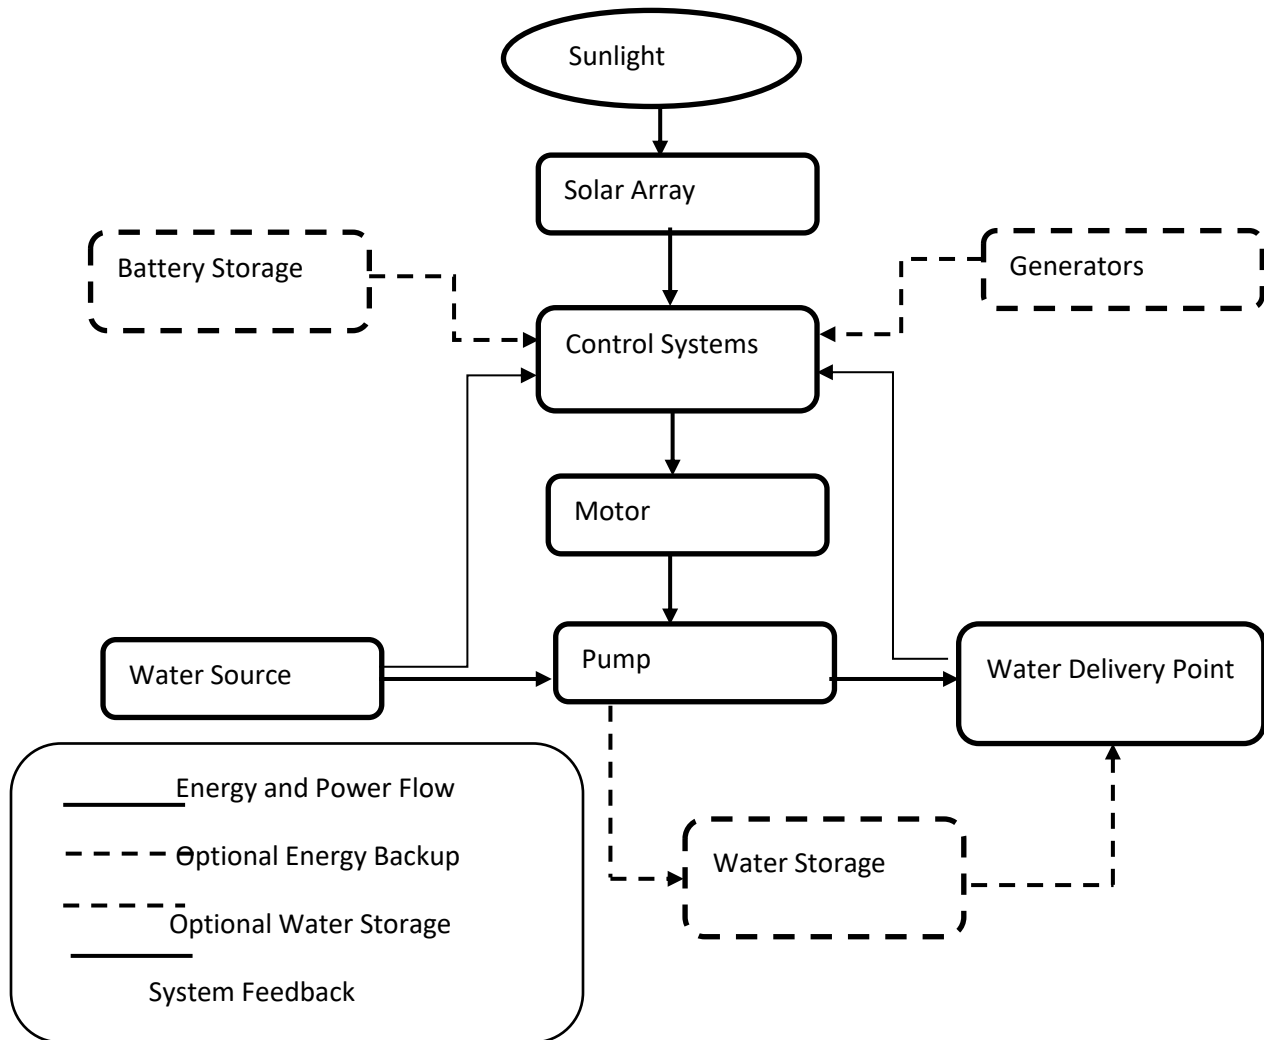 Sunlight
Solar Array
Battery Storage
Generators
Control Systems
Motor
Water Source
Pump
Water Delivery Point
Energy and Power Flow
Optional Energy Backup
Water Storage
Optional Water Storage
System Feedback